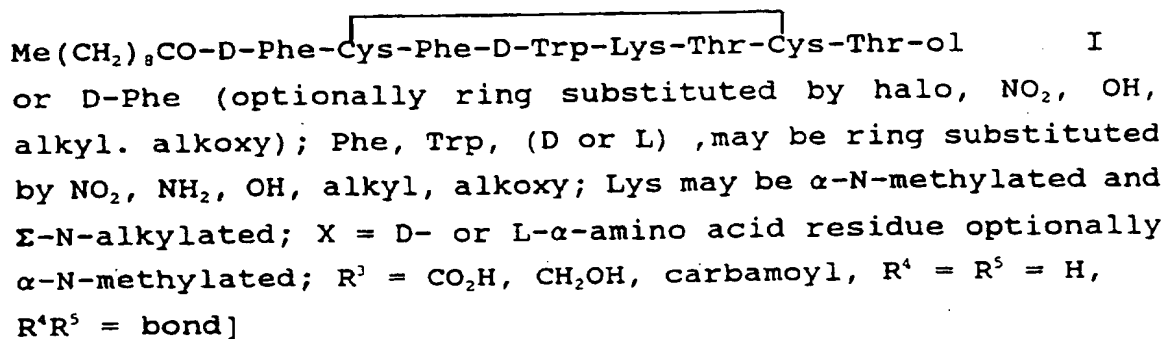 Me(CH₂)₈CO-D-Phe-Cys-Phe-D-Trp-Lys-Thr-Cys-Thr-ol I
or D-Phe (optionally ring substituted by halo, NO₂, OH,
alkyl. alkoxy); Phe, Trp, (D or L) ,may be ring substituted
by NO₂, NH₂, OH, alkyl, alkoxy; Lys may be α-N-methylated and
Σ-N-alkylated; X = D- or L-α-amino acid residue optionally
α-N-methylated; R³ = CO₂H, CH₂OH, carbamoyl, R⁴ = R⁵ = H,
R⁴R⁵ = bond]